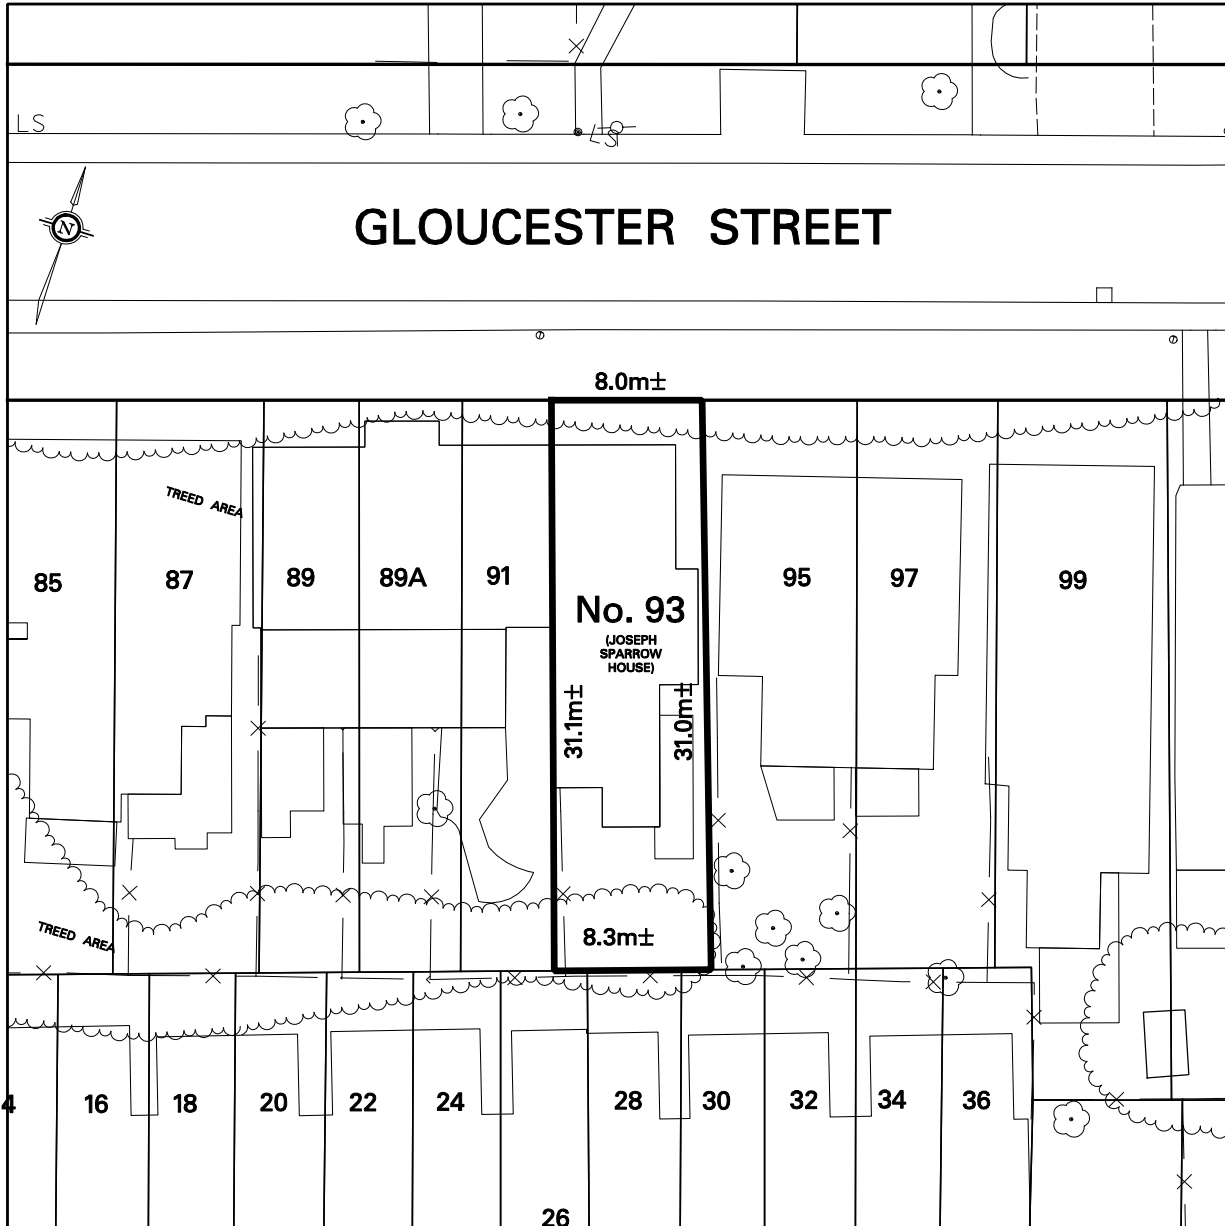 LS
LS
N
GLOUCESTER STREET
8.0m±
TREED AREA
85
87
89
89A
91
No. 93
(JOSEPH
SPARROW
HOUSE)
95
97
99
31.1m±
31.0m±
TREED AREA
8.3m±
4
16
18
20
22
24
26
28
30
32
34
36